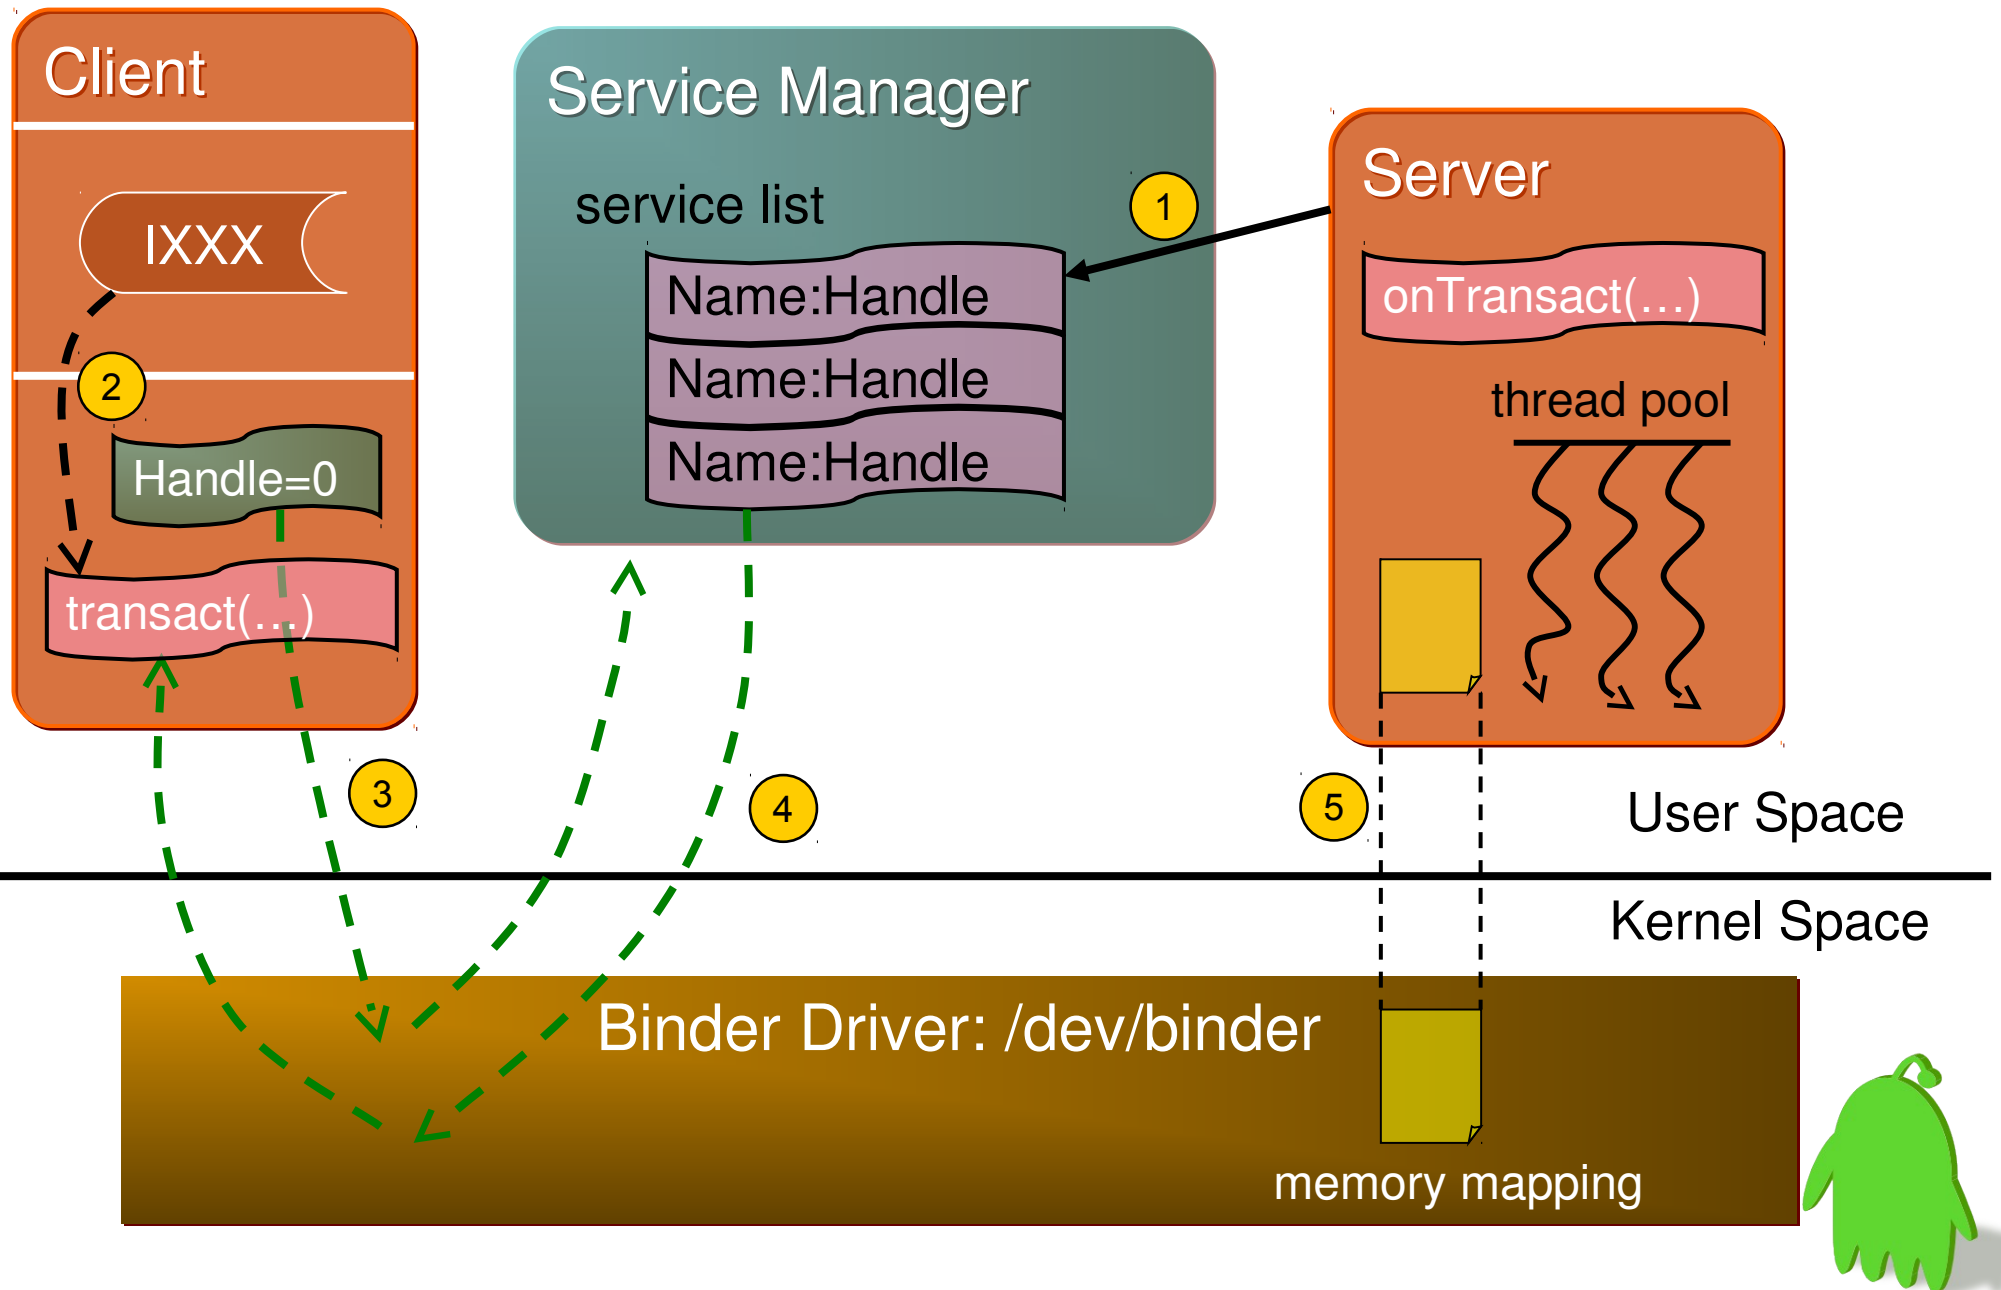 Client
IXXX
2
Handle=0
transact(…)
3
Service Manager
service list
1
Name:Handle
Name:Handle
Name:Handle
4
Server
onTransact(…)
thread pool
5
User Space
Kernel Space
Binder Driver: /dev/binder
memory mapping